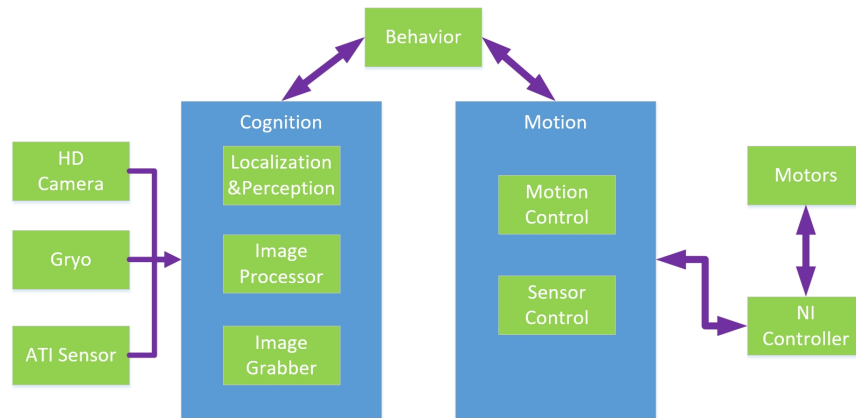 Behavior
Cognition
Localization
&Perception
Image
Processor
Image
Grabber
HD
Camera
Gryo
ATI Sensor
Motion
Motion
Control
Sensor
Control
Motors
NI
Controller